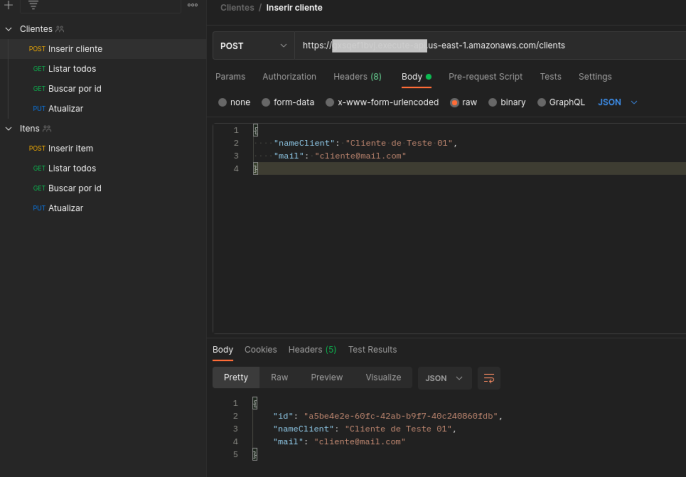 Clientes
POST Inserir cliente
GET Listar todos
GET Buscar por id
PUT Atualizar
Itens
POST Inserir item
GET Listar todos
GET Buscar por id
PUT Atualizar
Clientes / Inserir cliente
POST https:// us-east-1.amazonaws.com/clients
Params Authorization Headers (8) Body Pre-request Script Tests Settings
none form-data x-www-form-urlencoded raw binary GraphQL JSON
1 {
2 "nameClient": "Cliente de Teste 01",
3 "mail": "cliente@mail.com"
4 }
Body Cookies Headers (5) Test Results
Pretty Raw Preview Visualize JSON
1 {
2 "id": "a5be4e2e-60fc-42ab-b9f7-40c240860fdb",
3 "nameClient": "Cliente de Teste 01",
4 "mail": "cliente@mail.com"
5 }